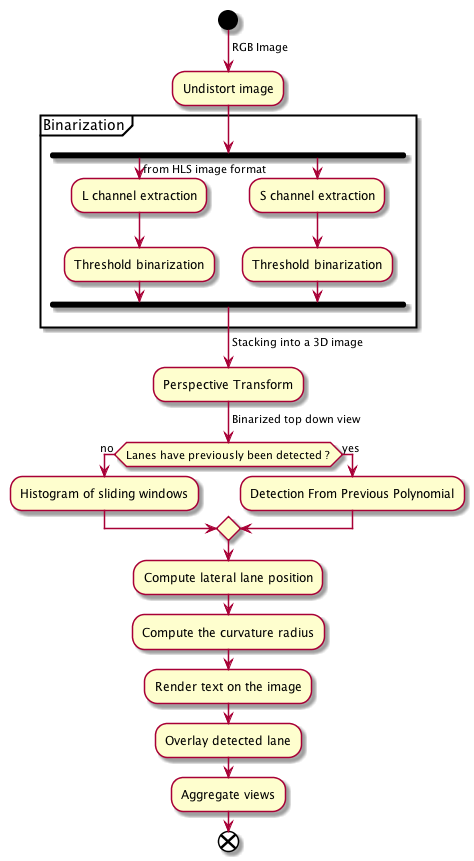 RGB Image
Undistort image
Binarization
from HLS image format
L channel extraction
S channel extraction
Threshold binarization
Threshold binarization
Stacking into a 3D image
Perspective Transform
Binarized top down view
no
Lanes have previously been detected ?
yes
Histogram of sliding windows
Detection From Previous Polynomial
Compute lateral lane position
Compute the curvature radius
Render text on the image
Overlay detected lane
Aggregate views